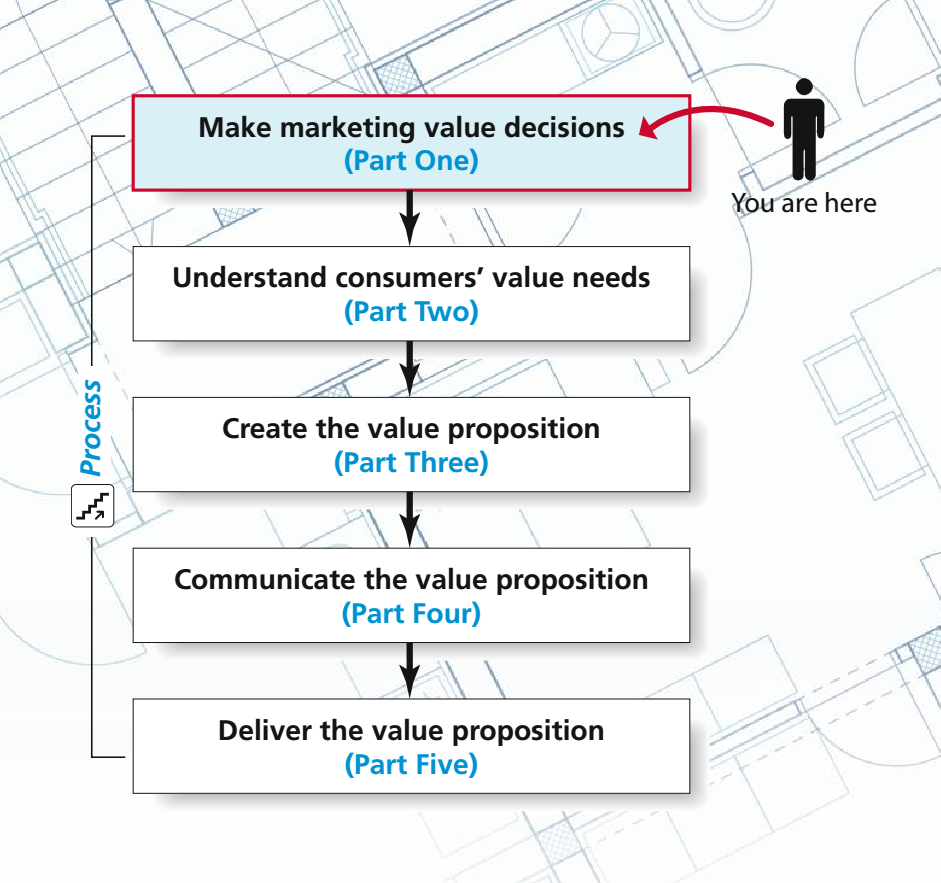 Make marketing value decisions
(Part One)
You are here
Understand consumers’ value needs
(Part Two)
Process
Create the value proposition
(Part Three)
Communicate the value proposition
(Part Four)
Deliver the value proposition
(Part Five)